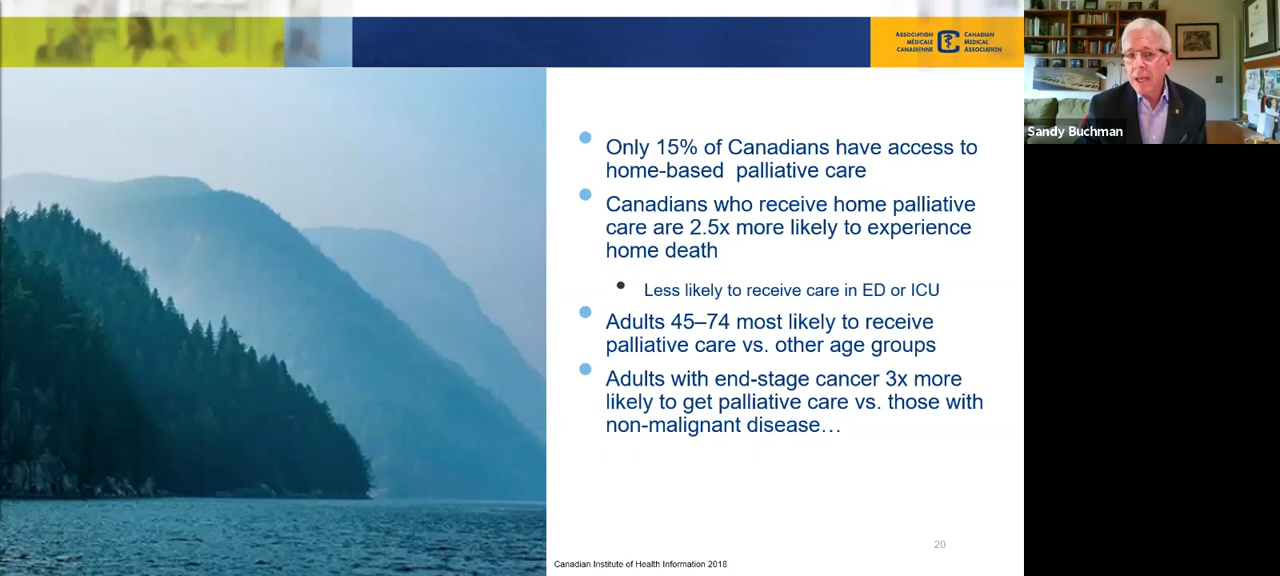 ASSOCIATION
MÉDICALE
CANADIENNE
CANADIAN
MEDICAL
ASSOCIATION
Sandy Buchman
Only 15% of Canadians have access to
home-based  palliative care
Canadians who receive home palliative
care are 2.5x more likely to experience
home death
Less likely to receive care in ED or ICU
Adults 45–74 most likely to receive
palliative care vs. other age groups
Adults with end-stage cancer 3x more
likely to get palliative care vs. those with
non-malignant disease…
20
Canadian Institute of Health Information 2018